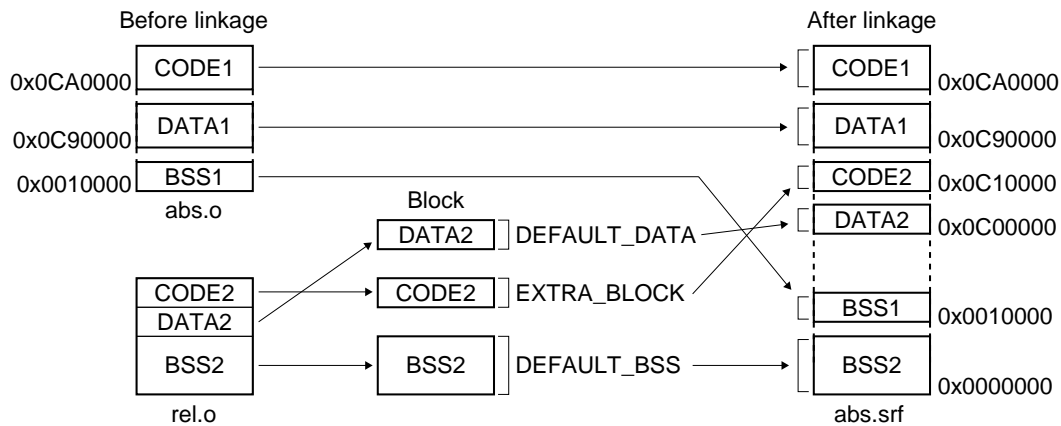 Before linkage
After linkage
CODE1
CODE1
0x0CA0000
0x0CA0000
DATA1
DATA1
0x0C90000
0x0C90000
BSS1
CODE2
0x0010000
0x0C10000
abs.o
Block
DATA2
DEFAULT_DATA
DATA2
0x0C00000
CODE2
CODE2
EXTRA_BLOCK
DATA2
BSS1
0x0010000
BSS2
BSS2
DEFAULT_BSS
BSS2
0x0000000
rel.o
abs.srf